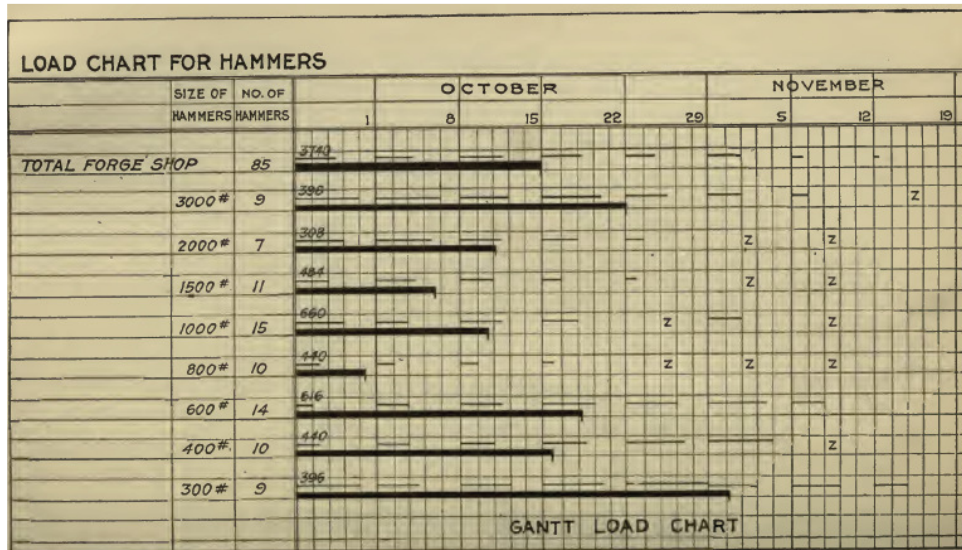 LOAD CHART FOR HAMMERS
SIZE OF HAMMERS NO. OF HAMMERS OCTOBER NOVEMBER
1 8 15 22 29 5 12 19
3740
TOTAL FORGE SHOP 85
396
3000# 9 Z
308
2000# 7 Z Z
484
1500# 11 Z Z
660
1000# 15 Z Z
440
800# 10 Z Z Z
616
600# 14
440
400# 10 Z
396
300# 9
GANTT LOAD CHART